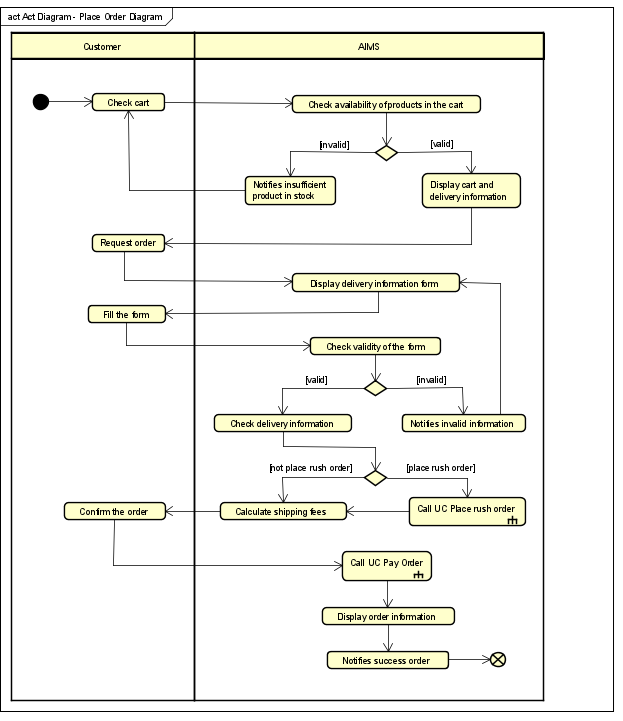 act Act Diagram - Place Order Diagram
Customer
AIMS
Check cart
Check availability of products in the cart
[invalid]
[valid]
Notifies insufficient
product in stock
Display cart and
delivery information
Request order
Display delivery information form
Fill the form
Check validity of the form
[valid]
[invalid]
Check delivery information
Notifies invalid information
[not place rush order]
[place rush order]
Confirm the order
Calculate shipping fees
Call UC Place rush order
Call UC Pay Order
Display order information
Notifies success order